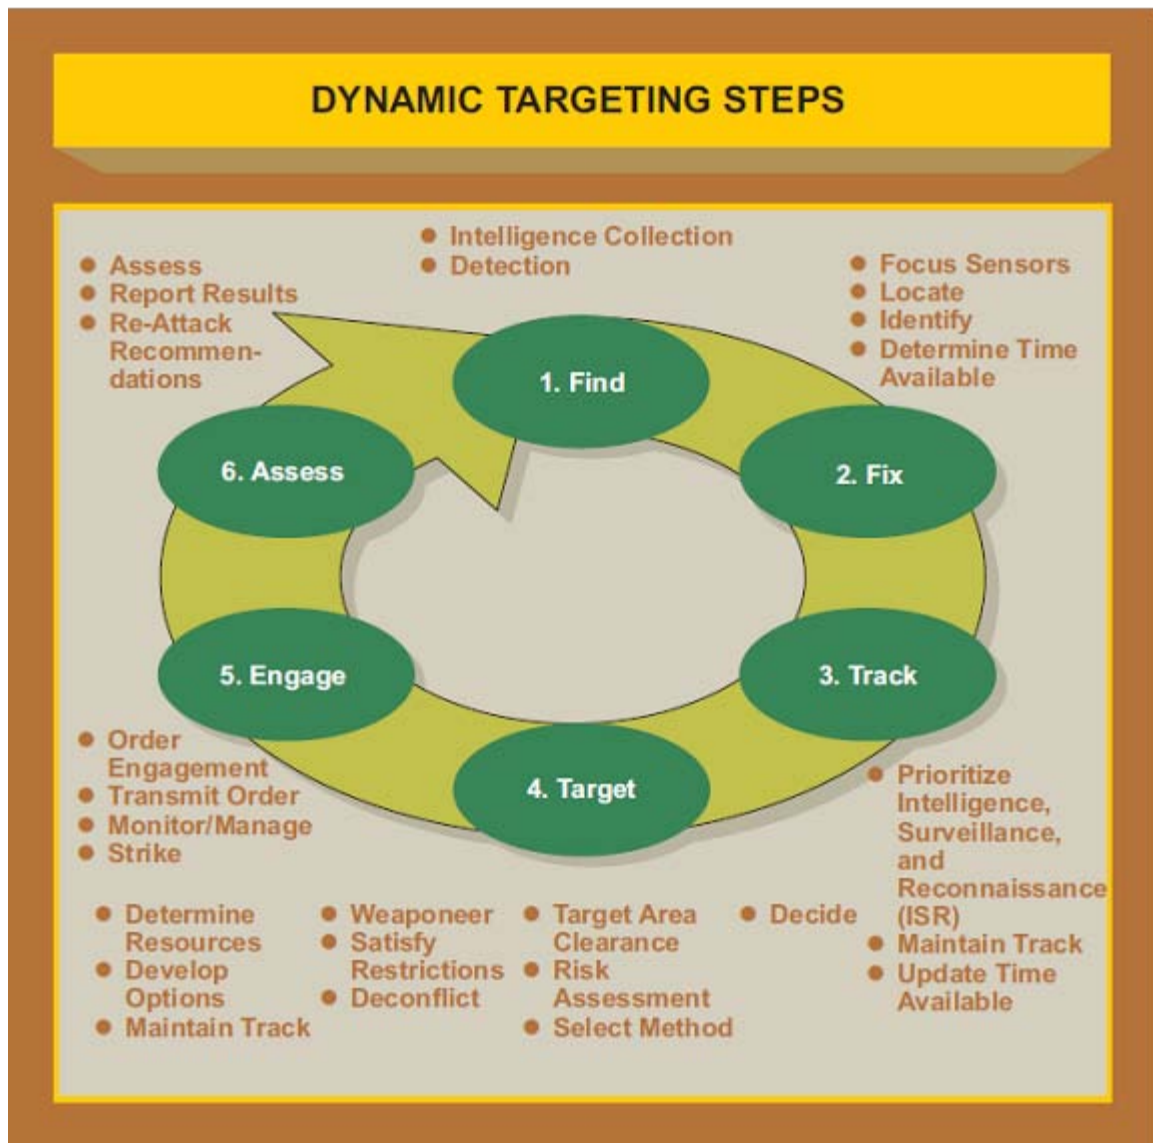 DYNAMIC TARGETING STEPS
● Intelligence Collection
● Detection
● Assess
● Report Results
● Re-Attack
Recommen-
dations
● Focus Sensors
● Locate
● Identify
● Determine Time
Available
1. Find
2. Fix
3. Track
4. Target
5. Engage
6. Assess
● Order
Engagement
● Transmit Order
● Monitor/Manage
● Strike
● Prioritize
Intelligence,
Surveillance,
and
Reconnaissance
(ISR)
● Maintain Track
● Update Time
Available
● Determine
Resources
● Develop
Options
● Maintain Track
● Weaponeer
● Satisfy
Restrictions
● Deconflict
● Target Area
Clearance
● Risk
Assessment
● Select Method
● Decide